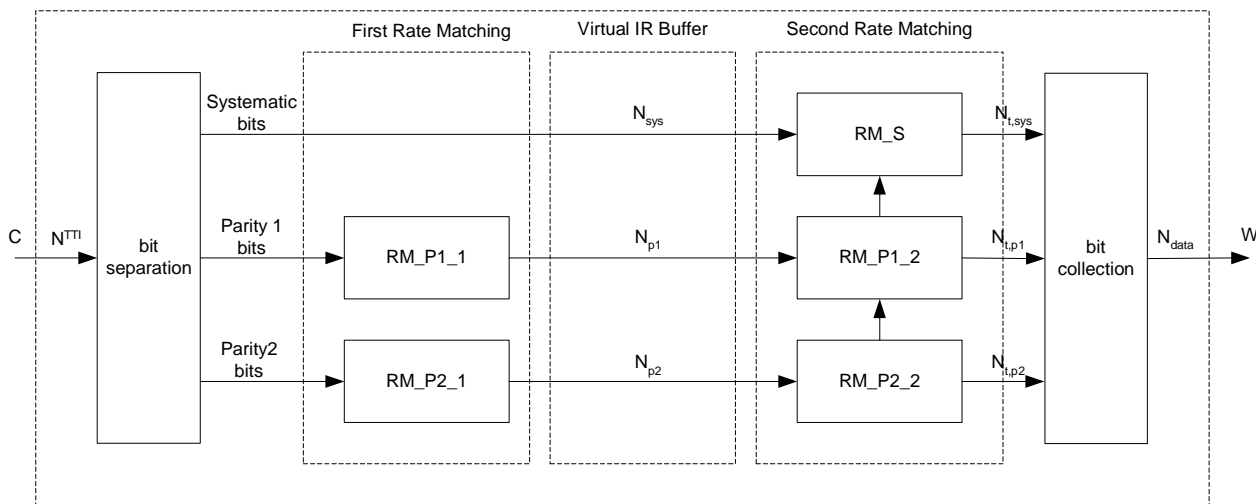 First Rate Matching
Virtual IR Buffer
Second Rate Matching
Systematic
bits
N_sys
RM_S
N_t,sys
C
N^TTI
bit
separation
Parity 1
bits
RM_P1_1
N_p1
RM_P1_2
N_t,p1
bit
collection
N_data
W
Parity2
bits
RM_P2_1
N_p2
RM_P2_2
N_t,p2